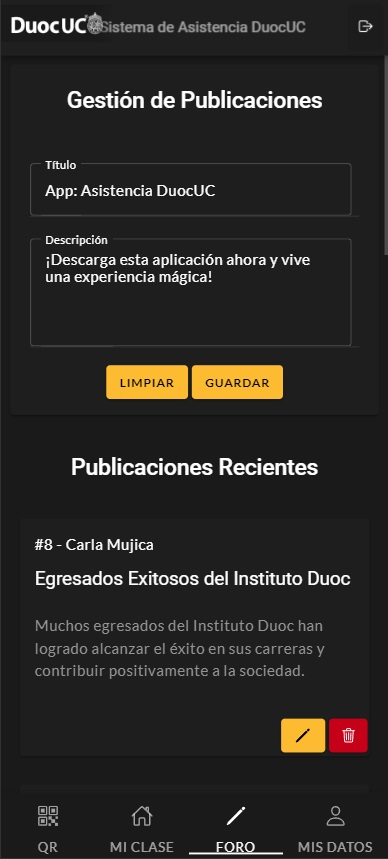 DuocUC Sistema de Asistencia DuocUC
Gestión de Publicaciones
Título
App: Asistencia DuocUC
Descripción
¡Descarga esta aplicación ahora y vive
una experiencia mágica!
LIMPIAR GUARDAR
Publicaciones Recientes
#8 - Carla Mujica
Egresados Exitosos del Instituto Duoc
Muchos egresados del Instituto Duoc han
logrado alcanzar el éxito en sus carreras y
contribuir positivamente a la sociedad.
QR MI CLASE FORO MIS DATOS